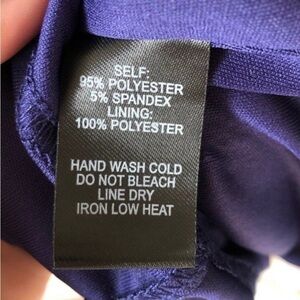 SELF:
95% POLYESTER
5% SPANDEX
LINING:
100% POLYESTER
HAND WASH COLD
DO NOT BLEACH
LINE DRY
IRON LOW HEAT